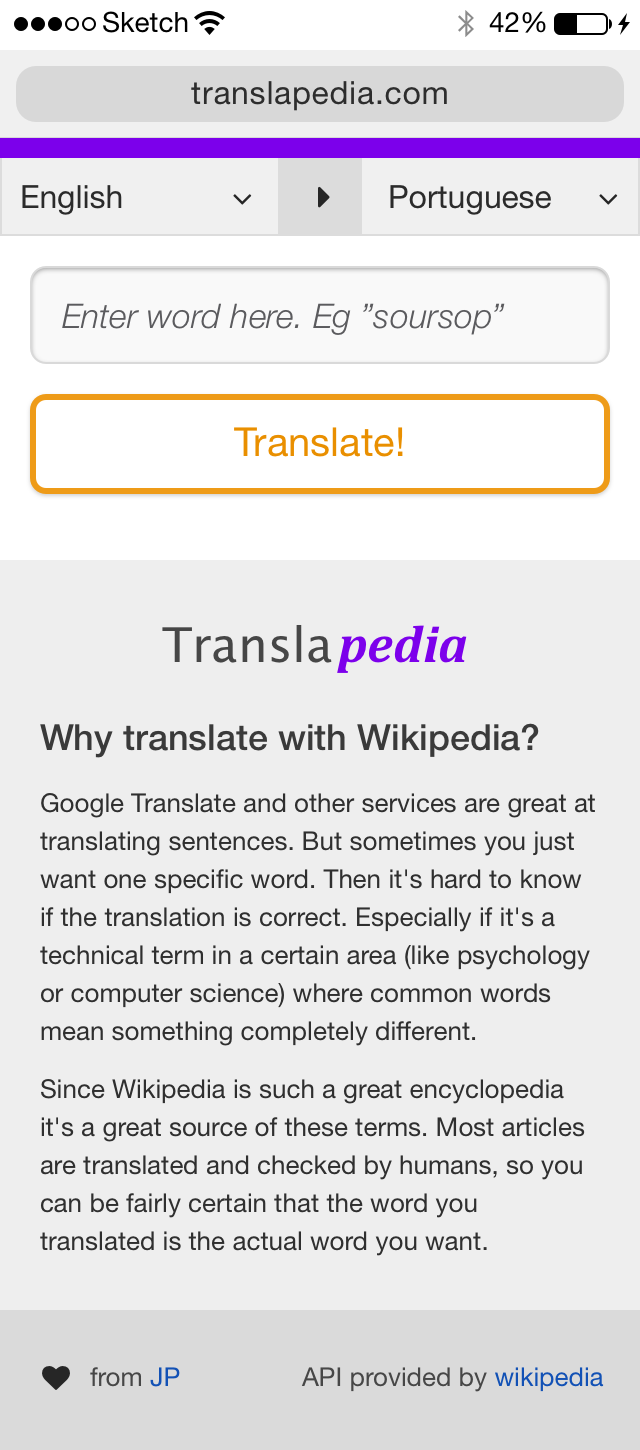 Sketch 42%
translapedia.com
English Portuguese
Enter word here. Eg ”soursop”
Translate!
Translapedia
Why translate with Wikipedia?
Google Translate and other services are great at
translating sentences. But sometimes you just
want one specific word. Then it's hard to know
if the translation is correct. Especially if it's a
technical term in a certain area (like psychology
or computer science) where common words
mean something completely different.
Since Wikipedia is such a great encyclopedia
it's a great source of these terms. Most articles
are translated and checked by humans, so you
can be fairly certain that the word you
translated is the actual word you want.
from JP API provided by wikipedia